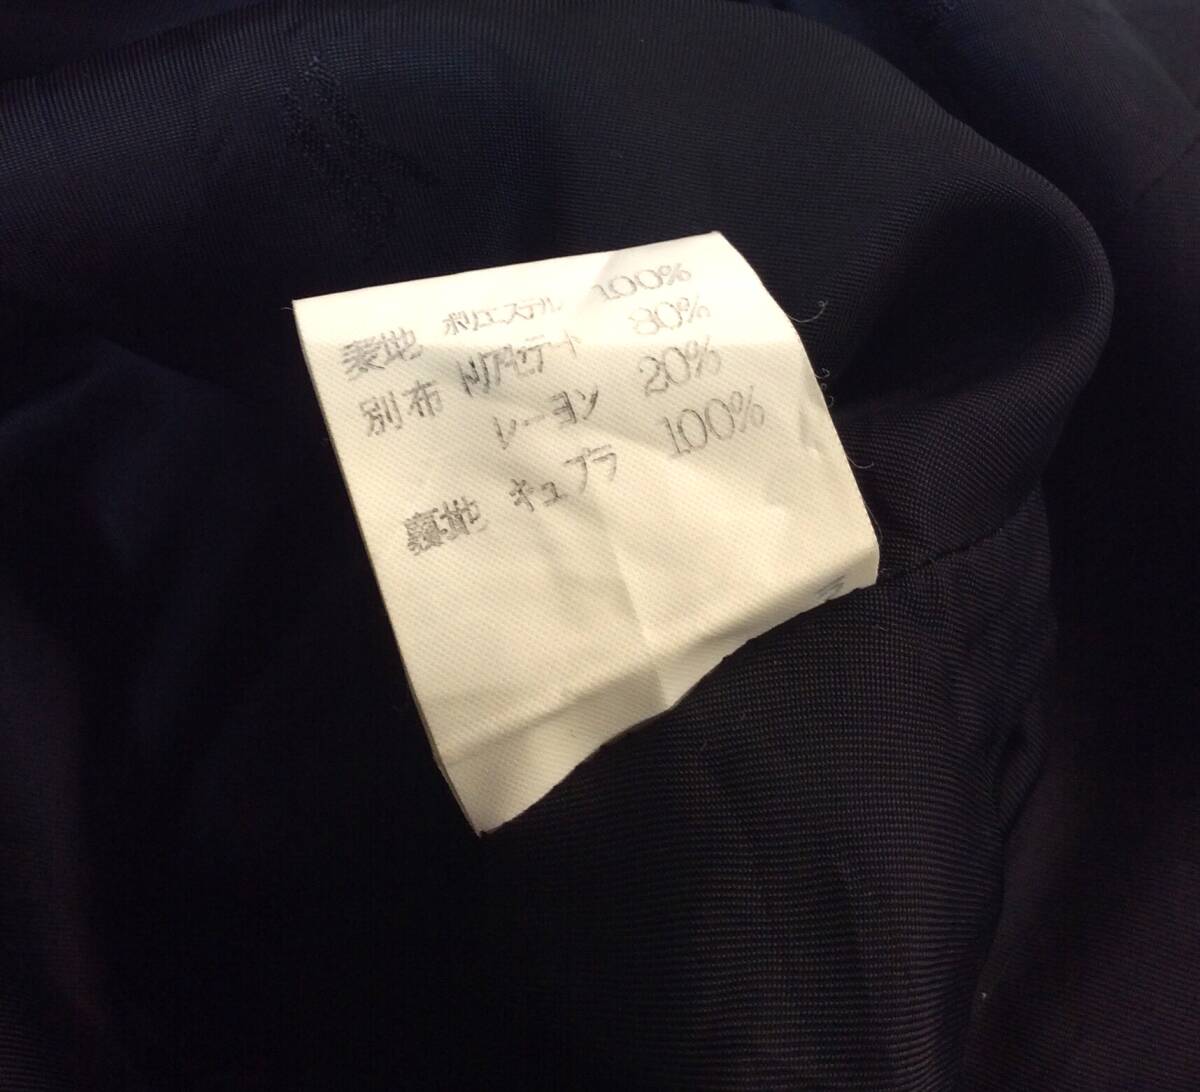 表地 ポリエステル 100%
別布 トリアセテート 80%
レーヨン 20%
裏地 キュプラ 100%